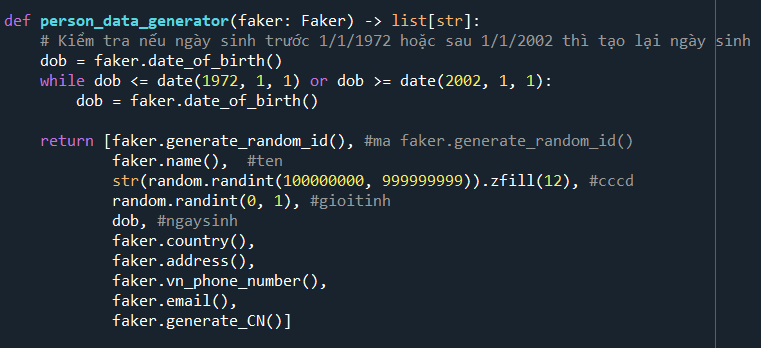 def person_data_generator(faker: Faker) -> list[str]:
    # Kiểm tra nếu ngày sinh trước 1/1/1972 hoặc sau 1/1/2002 thì tạo lại ngày sinh
    dob = faker.date_of_birth()
    while dob <= date(1972, 1, 1) or dob >= date(2002, 1, 1):
        dob = faker.date_of_birth()

    return [faker.generate_random_id(), #ma faker.generate_random_id()
            faker.name(),  #ten
            str(random.randint(100000000, 999999999)).zfill(12), #cccd
            random.randint(0, 1), #gioitinh
            dob, #ngaysinh
            faker.country(),
            faker.address(),
            faker.vn_phone_number(),
            faker.email(),
            faker.generate_CN()]